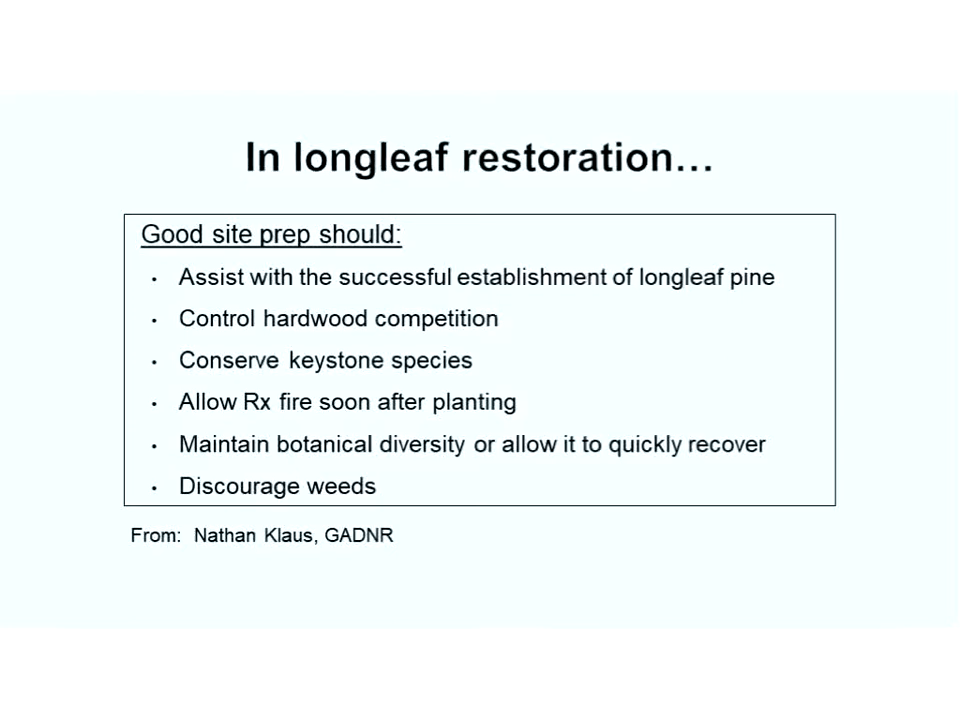 In longleaf restoration…
Good site prep should:
• Assist with the successful establishment of longleaf pine
• Control hardwood competition
• Conserve keystone species
• Allow Rx fire soon after planting
• Maintain botanical diversity or allow it to quickly recover
• Discourage weeds
From: Nathan Klaus, GADNR